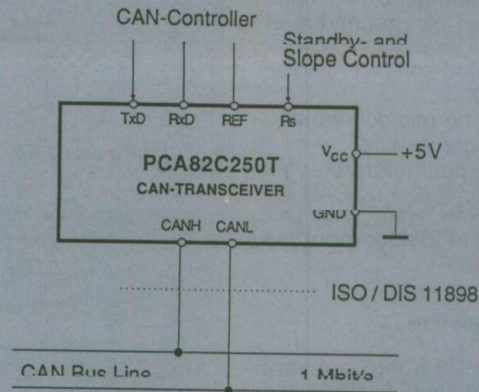 CAN-Controller
Standby- and
Slope Control
TxD RxD REF Rs
VCC +5V
PCA82C250T
CAN-TRANSCEIVER
GND
CANH CANL
ISO / DIS 11898
CAN Bus Line 1 Mbit/s